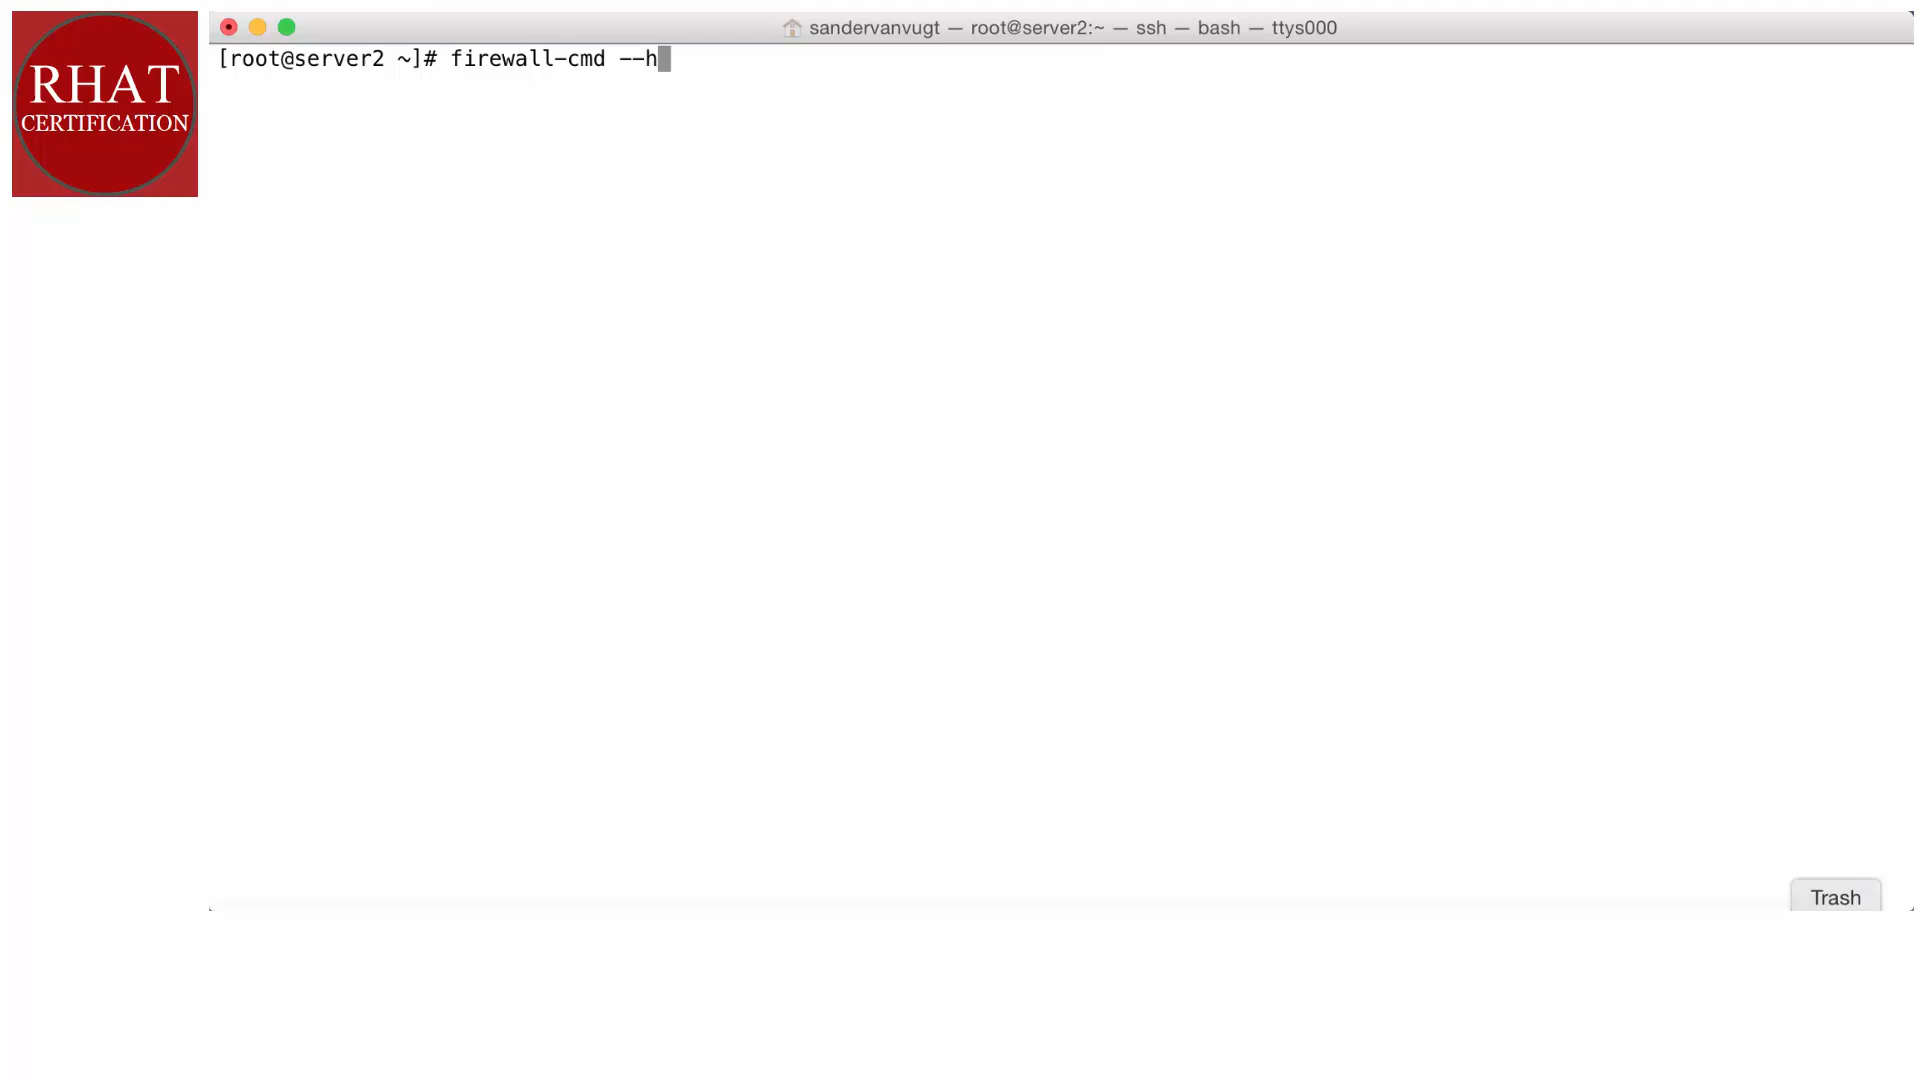 RHAT
CERTIFICATION
sandervanvugt — root@server2:~ — ssh — bash — ttys000
[root@server2 ~]# firewall-cmd --h
Trash